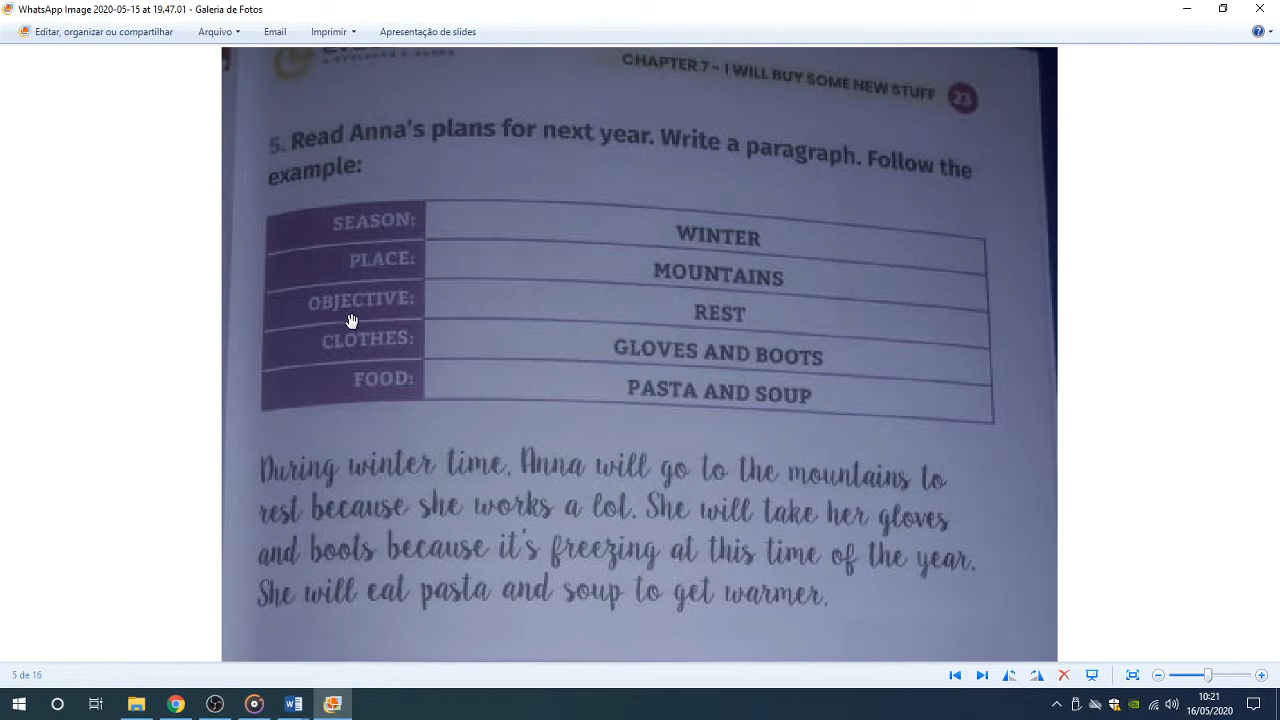 WhatsApp Image 2020-05-15 at 19.47.01 - Galeria de Fotos
Editar, organizar ou compartilhar Arquivo Email Imprimir Apresentação de slides
CHAPTER 7 – I WILL BUY SOME NEW STUFF 23
5. Read Anna's plans for next year. Write a paragraph. Follow the
example:
SEASON: WINTER
PLACE: MOUNTAINS
OBJECTIVE: REST
CLOTHES: GLOVES AND BOOTS
FOOD: PASTA AND SOUP
During winter time, Anna will go to the mountains to
rest because she works a lot. She will take her gloves
and boots because it's freezing at this time of the year.
She will eat pasta and soup to get warmer.
5 de 16
10:21
16/05/2020